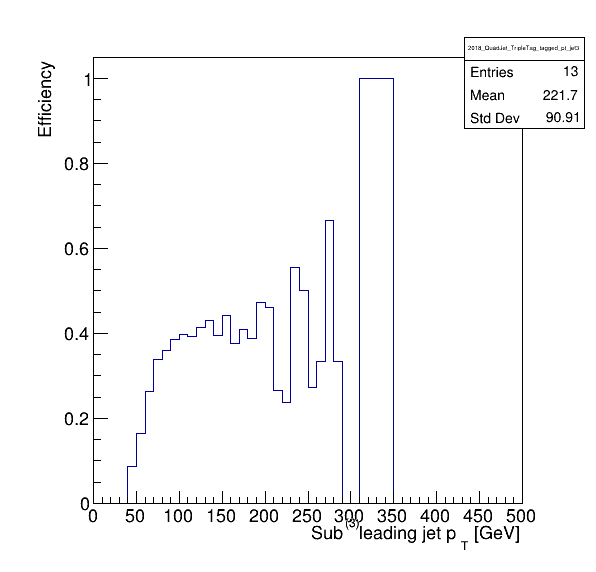 2018_QuadJet_TripleTag_tagged_pt_jet3
Entries 13
Mean 221.7
Std Dev 90.91
Efficiency
1
0.8
0.6
0.4
0.2
0
0 50 100 150 200 250 300 350 400 450 500
Sub(3)leading jet pT [GeV]